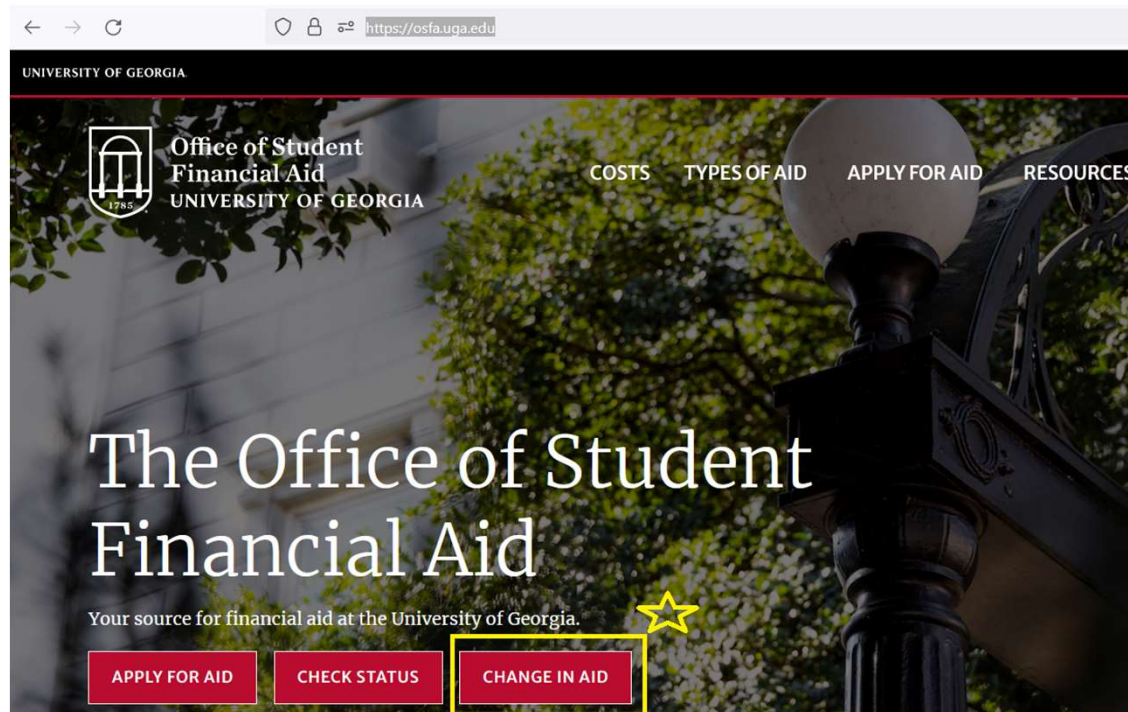 https://osfa.uga.edu
UNIVERSITY OF GEORGIA
Office of Student
Financial Aid
UNIVERSITY OF GEORGIA
1785
COSTS TYPES OF AID APPLY FOR AID RESOURCES
The Office of Student
Financial Aid
Your source for financial aid at the University of Georgia.
APPLY FOR AID CHECK STATUS CHANGE IN AID